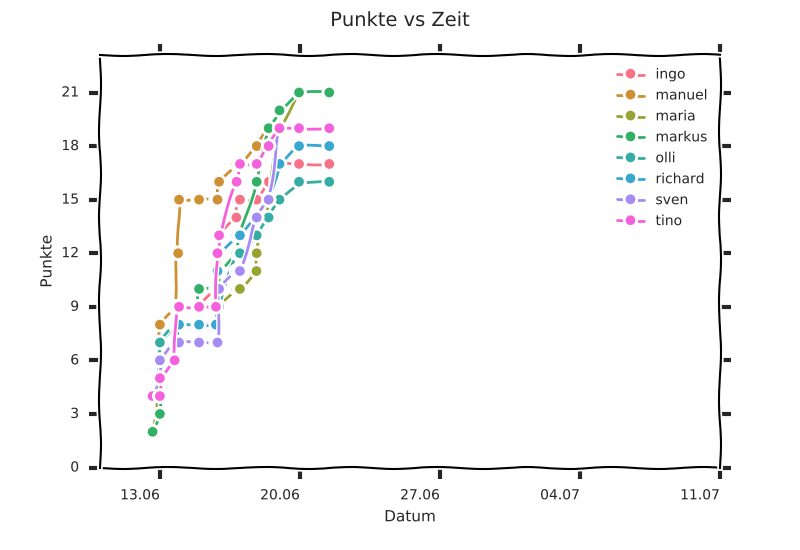 Punkte vs Zeit
21
18
15
12
9
6
3
0
Punkte
ingo
manuel
maria
markus
olli
richard
sven
tino
13.06 20.06 27.06 04.07 11.07
Datum